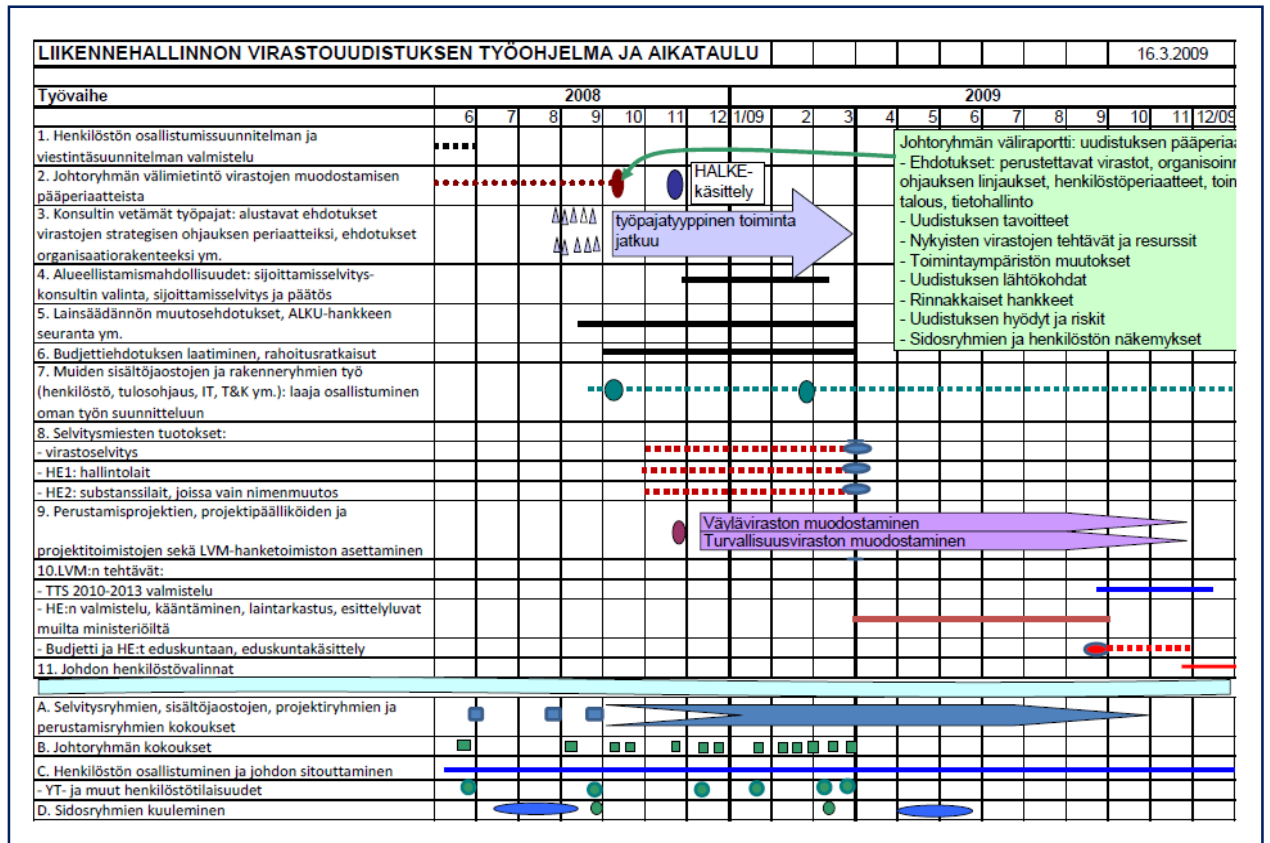 LIIKENNEHALLINNON VIRASTOUUDISTUKSEN TYÖOHJELMA JA AIKATAULU 16.3.2009
Työvaihe 2008 2009
6 7 8 9 10 11 12 1/09 2 3 4 5 6 7 8 9 10 11 12/09
1. Henkilöstön osallistumissuunnitelman ja
viestintäsuunnitelman valmistelu
2. Johtoryhmän välimietintö virastojen muodostamisen
pääperiaatteista
HALKE-
käsittely
3. Konsultin vetämät työpajat: alustavat ehdotukset
virastojen strategisen ohjauksen periaatteiksi, ehdotukset
organisaatiorakenteeksi ym.
työpajatyyppinen toiminta
jatkuu
Johtoryhmän väliraportti: uudistuksen pääperia
- Ehdotukset: perustettavat virastot, organisoinn
ohjauksen linjaukset, henkilöstöperiaatteet, toin
talous, tietohallinto
- Uudistuksen tavoitteet
- Nykyisten virastojen tehtävät ja resurssit
- Toimintaympäristön muutokset
- Uudistuksen lähtökohdat
- Rinnakkaiset hankkeet
- Uudistuksen hyödyt ja riskit
- Sidosryhmien ja henkilöstön näkemykset
4. Alueellistamismahdollisuudet: sijoittamisselvitys-
konsultin valinta, sijoittamisselvitys ja päätös
5. Lainsäädännön muutosehdotukset, ALKU-hankkeen
seuranta ym.
6. Budjettiehdotuksen laatiminen, rahoitusratkaisut
7. Muiden sisältöjaostojen ja rakenneryhmien työ
(henkilöstö, tulosohjaus, IT, T&K ym.): laaja osallistuminen
oman työn suunnitteluun
8. Selvitysmiesten tuotokset:
- virastoselvitys
- HE1: hallintolait
- HE2: substanssilait, joissa vain nimenmuutos
9. Perustamisprojektien, projektipäälliköiden ja
projektitoimistojen sekä LVM-hanketoimiston asettaminen
Väyläviraston muodostaminen
Turvallisuusviraston muodostaminen
10.LVM:n tehtävät:
- TTS 2010-2013 valmistelu
- HE:n valmistelu, kääntäminen, laintarkastus, esittelyluvat
muilta ministeriöiltä
- Budjetti ja HE:t eduskuntaan, eduskuntakäsittely
11. Johdon henkilöstövalinnat
A. Selvitysryhmien, sisältöjaostojen, projektiryhmien ja
perustamisryhmien kokoukset
B. Johtoryhmän kokoukset
C. Henkilöstön osallistuminen ja johdon sitouttaminen
- YT- ja muut henkilöstötilaisuudet
D. Sidosryhmien kuuleminen